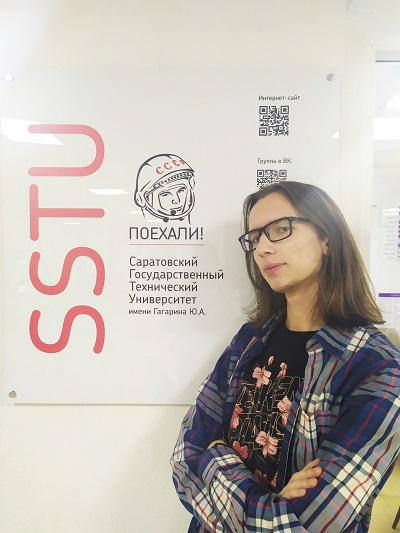 SSTU
Интернет-сайт
Группа в ВК
СССР
ПОЕХАЛИ!
Саратовский
Государственный
Технический
Университет
имени Гагарина Ю.А.